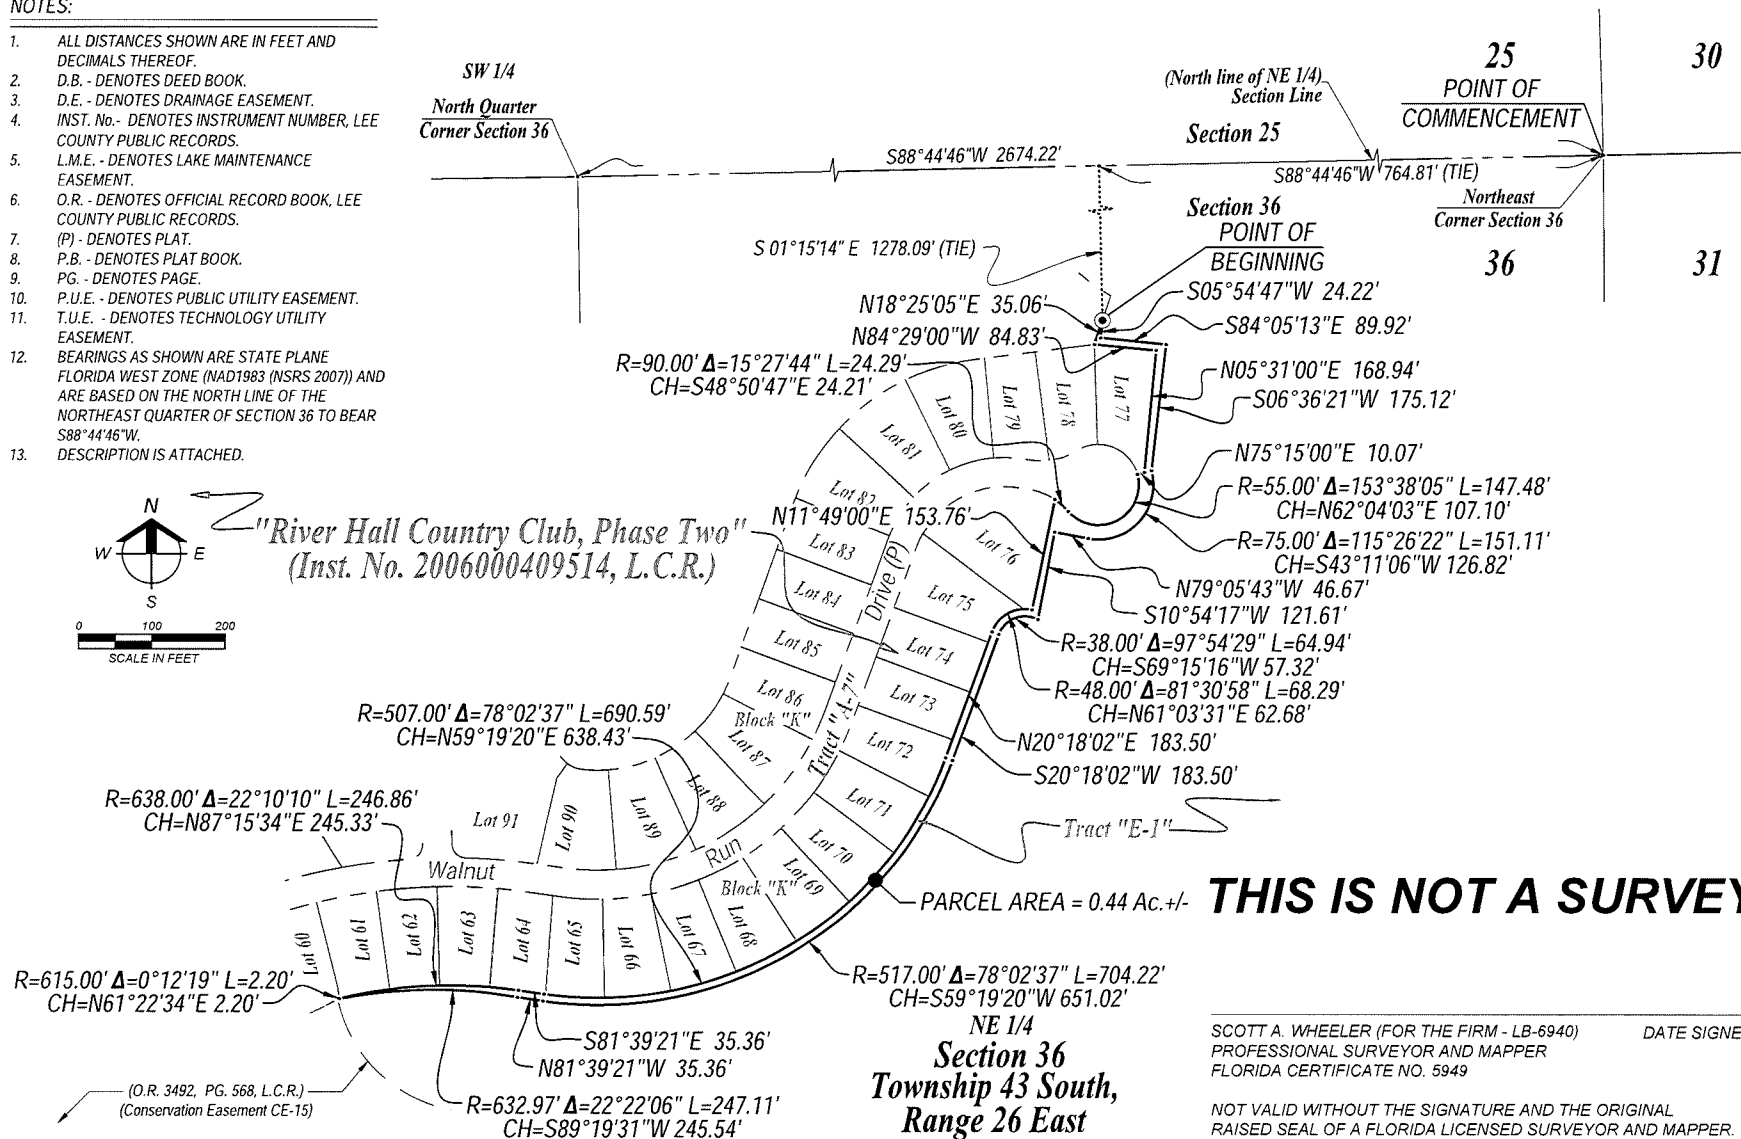 NOTES:
1. ALL DISTANCES SHOWN ARE IN FEET AND
DECIMALS THEREOF.
2. D.B. - DENOTES DEED BOOK.
3. D.E. - DENOTES DRAINAGE EASEMENT.
4. INST. No.- DENOTES INSTRUMENT NUMBER, LEE
COUNTY PUBLIC RECORDS.
5. L.M.E. - DENOTES LAKE MAINTENANCE
EASEMENT.
6. O.R. - DENOTES OFFICIAL RECORD BOOK, LEE
COUNTY PUBLIC RECORDS.
7. (P) - DENOTES PLAT.
8. P.B. - DENOTES PLAT BOOK.
9. PG. - DENOTES PAGE.
10. P.U.E. - DENOTES PUBLIC UTILITY EASEMENT.
11. T.U.E. - DENOTES TECHNOLOGY UTILITY
EASEMENT.
12. BEARINGS AS SHOWN ARE STATE PLANE
FLORIDA WEST ZONE (NAD1983 (NSRS 2007)) AND
ARE BASED ON THE NORTH LINE OF THE
NORTHEAST QUARTER OF SECTION 36 TO BEAR
S88°44'46"W.
13. DESCRIPTION IS ATTACHED.
SW 1/4
North Quarter
Corner Section 36
S88°44'46"W 2674.22'
(North line of NE 1/4)
Section Line
Section 25
25
30
POINT OF
COMMENCEMENT
S88°44'46"W 764.81' (TIE)
Northeast
Corner Section 36
Section 36
36
31
POINT OF
BEGINNING
S 01°15'14" E 1278.09' (TIE)
N18°25'05"E 35.06'
S05°54'47"W 24.22'
N84°29'00"W 84.83'
S84°05'13"E 89.92'
R=90.00' Δ=15°27'44" L=24.29'
CH=S48°50'47"E 24.21'
N05°31'00"E 168.94'
S06°36'21"W 175.12'
N75°15'00"E 10.07'
R=55.00' Δ=153°38'05" L=147.48'
CH=N62°04'03"E 107.10'
R=75.00' Δ=115°26'22" L=151.11'
CH=S43°11'06"W 126.82'
N79°05'43"W 46.67'
S10°54'17"W 121.61'
R=38.00' Δ=97°54'29" L=64.94'
CH=S69°15'16"W 57.32'
R=48.00' Δ=81°30'58" L=68.29'
CH=N61°03'31"E 62.68'
N20°18'02"E 183.50'
S20°18'02"W 183.50'
N11°49'00"E 153.76'
N
W E
S
0 100 200
SCALE IN FEET
"River Hall Country Club, Phase Two"
(Inst. No. 2006000409514, L.C.R.)
Lot 77
Lot 78
Lot 79
Lot 80
Lot 81
Lot 82
Lot 83
Lot 84
Lot 85
Lot 86
Block "K"
Lot 87
Lot 88
Lot 89
Lot 90
Lot 91
Lot 76
Lot 75
Lot 74
Lot 73
Lot 72
Lot 71
Lot 70
Lot 69
Block "K"
Lot 68
Lot 67
Lot 66
Lot 65
Lot 64
Lot 63
Lot 62
Lot 61
Lot 60
Walnut
Run
Drive (P)
Tract "A-7"
Tract "E-1"
R=507.00' Δ=78°02'37" L=690.59'
CH=N59°19'20"E 638.43'
R=638.00' Δ=22°10'10" L=246.86'
CH=N87°15'34"E 245.33'
R=615.00' Δ=0°12'19" L=2.20'
CH=N61°22'34"E 2.20'
(O.R. 3492, PG. 568, L.C.R.)
(Conservation Easement CE-15)
S81°39'21"E 35.36'
N81°39'21"W 35.36'
R=632.97' Δ=22°22'06" L=247.11'
CH=S89°19'31"W 245.54'
PARCEL AREA = 0.44 Ac.+/-
R=517.00' Δ=78°02'37" L=704.22'
CH=S59°19'20"W 651.02'
NE 1/4
Section 36
Township 43 South,
Range 26 East
THIS IS NOT A SURVEY
SCOTT A. WHEELER (FOR THE FIRM - LB-6940) DATE SIGNE
PROFESSIONAL SURVEYOR AND MAPPER
FLORIDA CERTIFICATE NO. 5949
NOT VALID WITHOUT THE SIGNATURE AND THE ORIGINAL
RAISED SEAL OF A FLORIDA LICENSED SURVEYOR AND MAPPER.